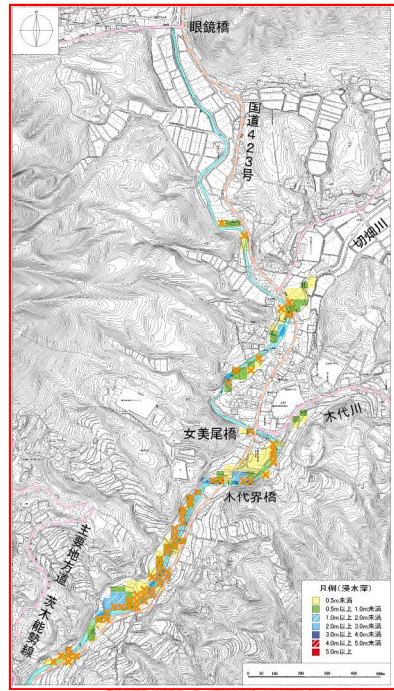 眼鏡橋
国道423号
切畑川
木代川
女美尾橋
木代界橋
主要地方道
茨木能勢線
凡例(浸水深)
0.5m未満
0.5m以上 1.0m未満
1.0m以上 2.0m未満
2.0m以上 3.0m未満
3.0m以上 4.0m未満
4.0m以上 5.0m未満
5.0m以上